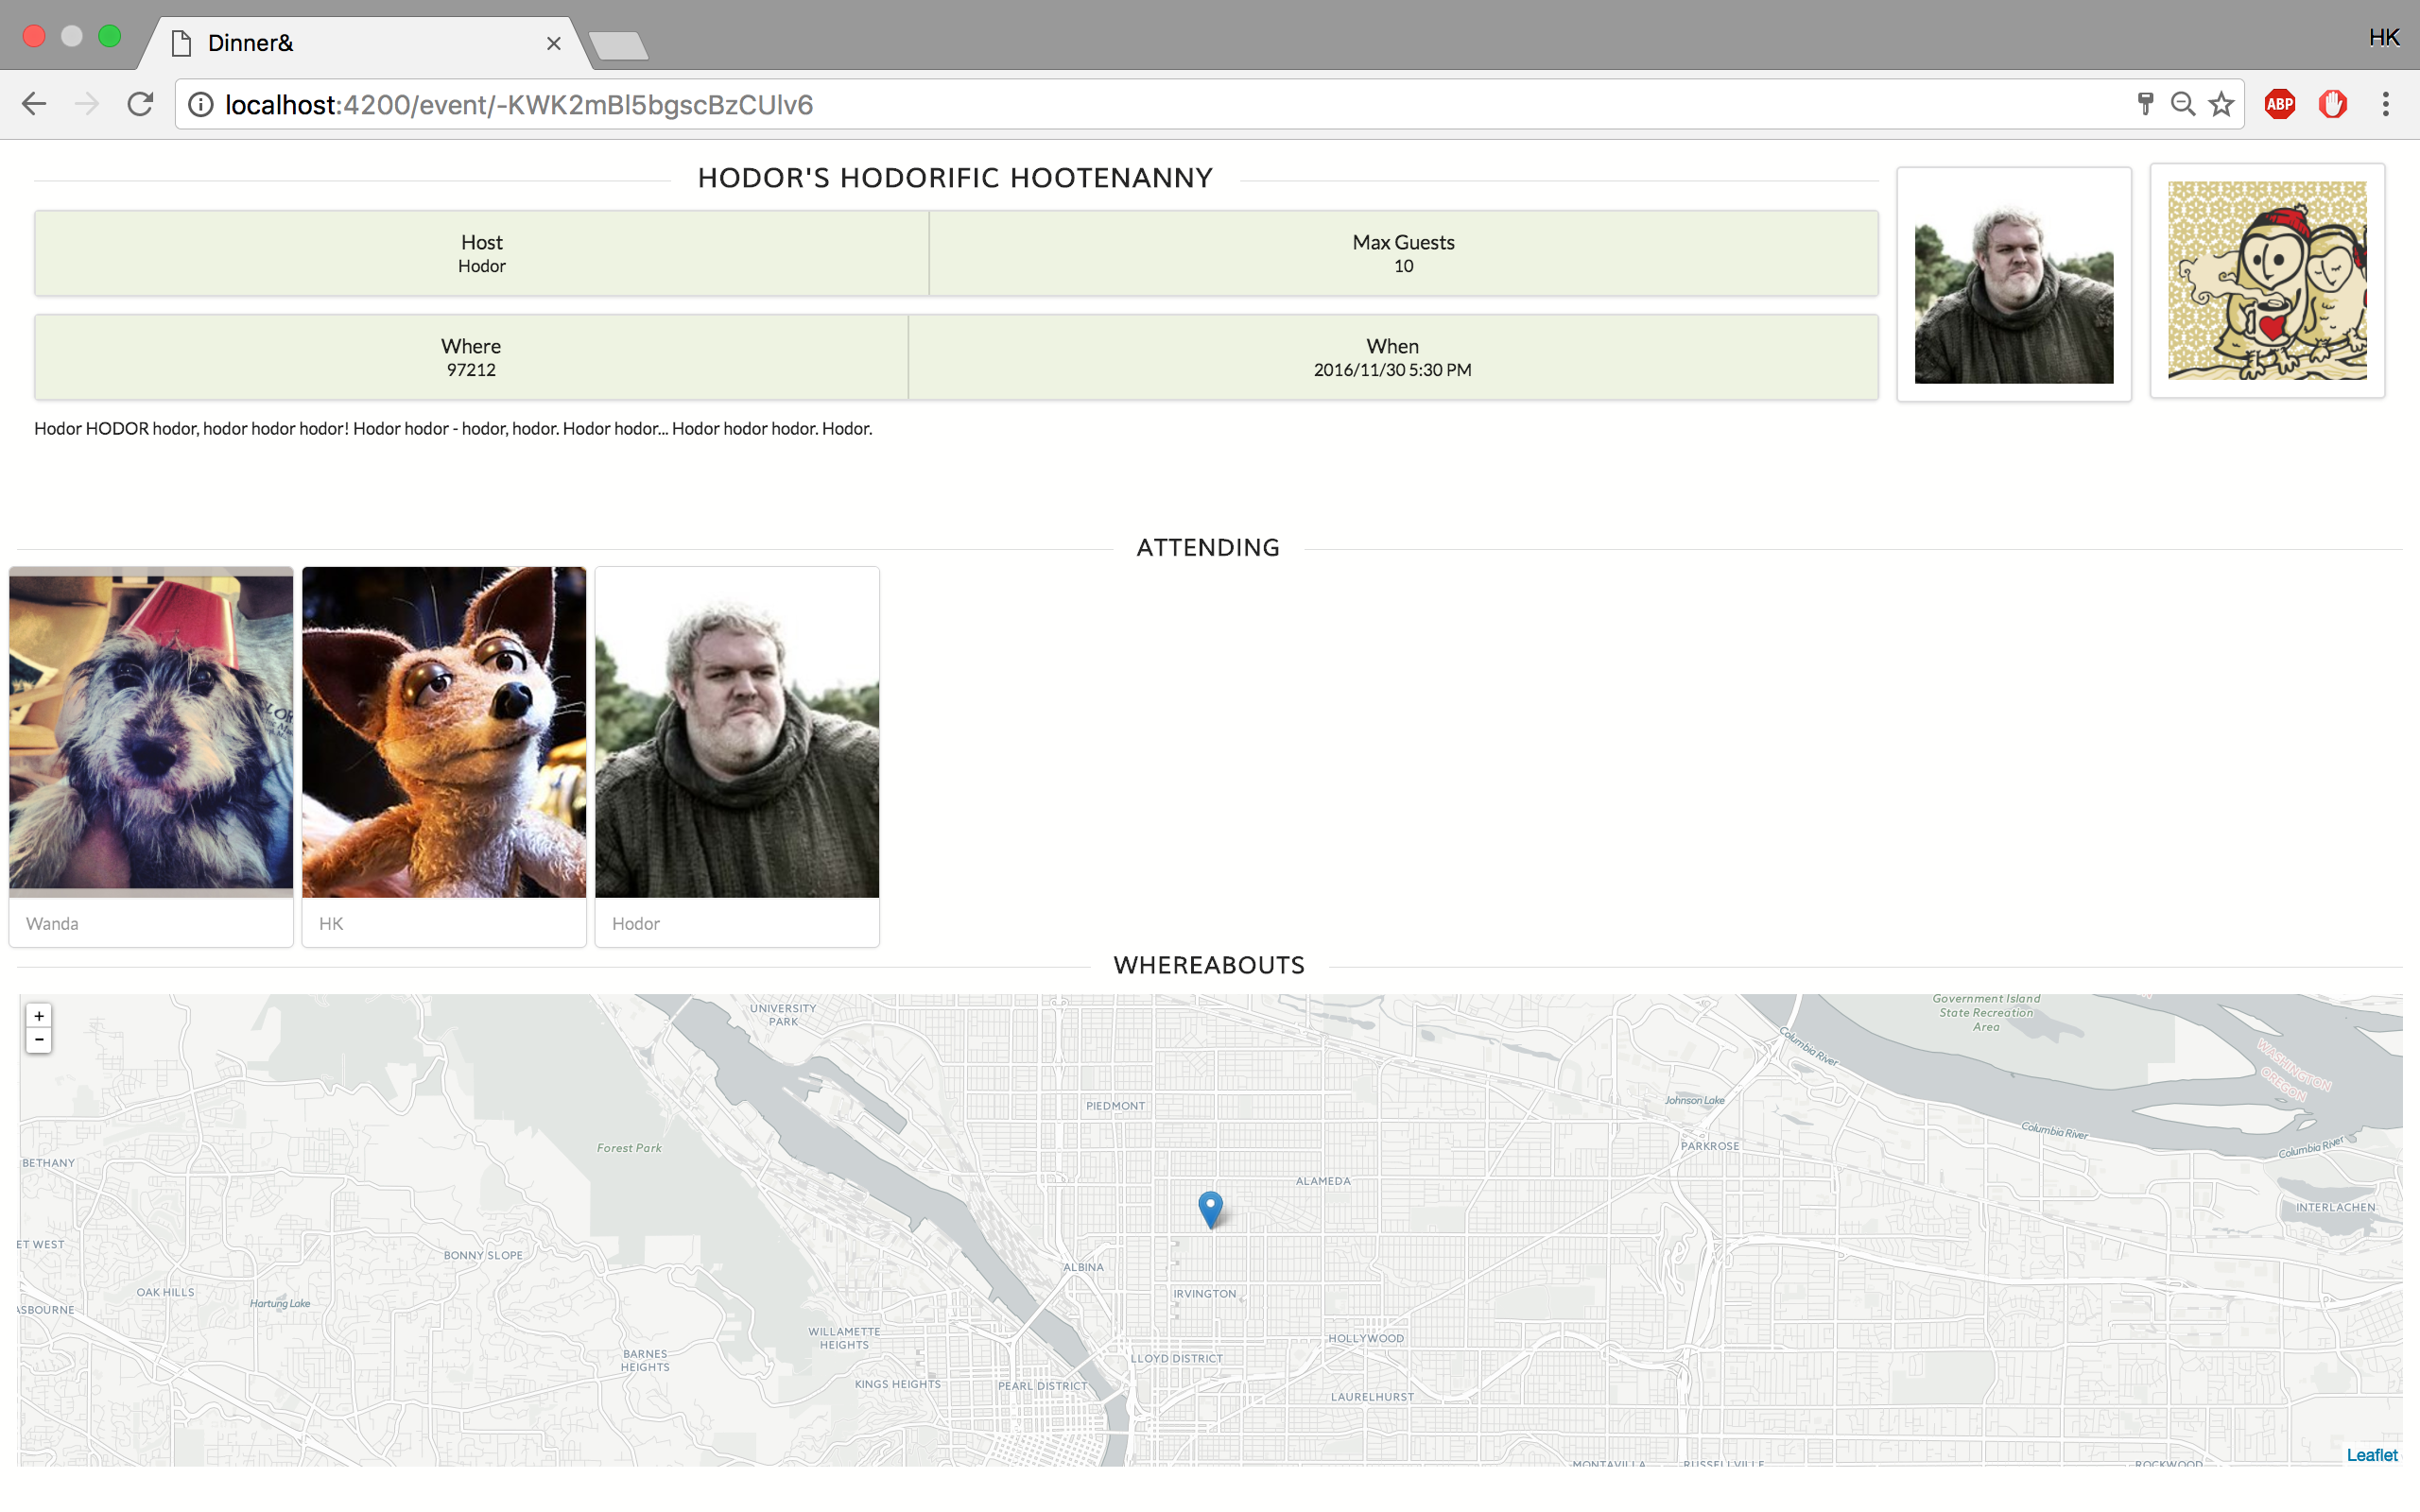 Dinner&
HK
localhost:4200/event/-KWK2mBl5bgscBzCUlv6
ABP
HODOR'S HODORIFIC HOOTENANNY
Host
Hodor
Max Guests
10
Where
97212
When
2016/11/30 5:30 PM
Hodor HODOR hodor, hodor hodor hodor! Hodor hodor - hodor, hodor. Hodor hodor... Hodor hodor hodor. Hodor.
ATTENDING
Wanda
HK
Hodor
WHEREABOUTS
+
-
UNIVERSITY
PARK
Government Island
State Recreation
Area
Columbia River
WASHINGTON
OREGON
PIEDMONT
Johnson Lake
Columbia River
Forest Park
PARKROSE
Columbia River
BETHANY
ALAMEDA
INTERLACHEN
ET WEST
BONNY SLOPE
ALBINA
OAK HILLS
Hartung Lake
IRVINGTON
ASBOURNE
WILLAMETTE
HEIGHTS
HOLLYWOOD
BARNES
HEIGHTS
LLOYD DISTRICT
KINGS HEIGHTS
PEARL DISTRICT
LAURELHURST
MONTAVILLA
RUSSELLVILLE
ROCKWOOD
Leaflet